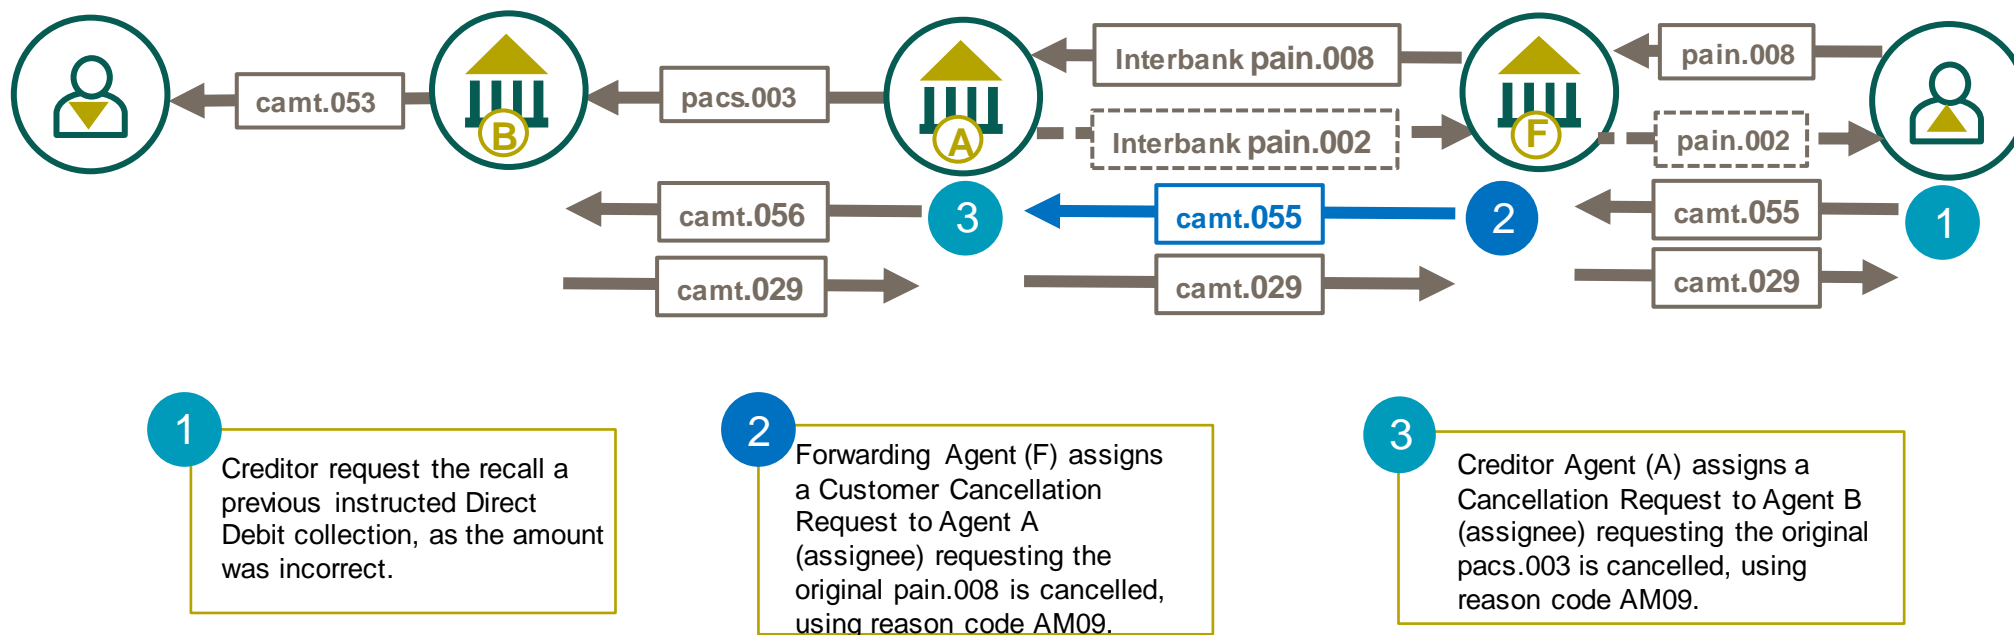 Interbank pain.008
pain.008
camt.053
pacs.003
B
A
F
Interbank pain.002
pain.002
camt.056
3
camt.055
2
camt.055
1
camt.029
camt.029
camt.029
1
Creditor request the recall a
previous instructed Direct
Debit collection, as the amount
was incorrect.
2
Forwarding Agent (F) assigns
a Customer Cancellation
Request to Agent A
(assignee) requesting the
original pain.008 is cancelled,
using reason code AM09.
3
Creditor Agent (A) assigns a
Cancellation Request to Agent B
(assignee) requesting the original
pacs.003 is cancelled, using
reason code AM09.